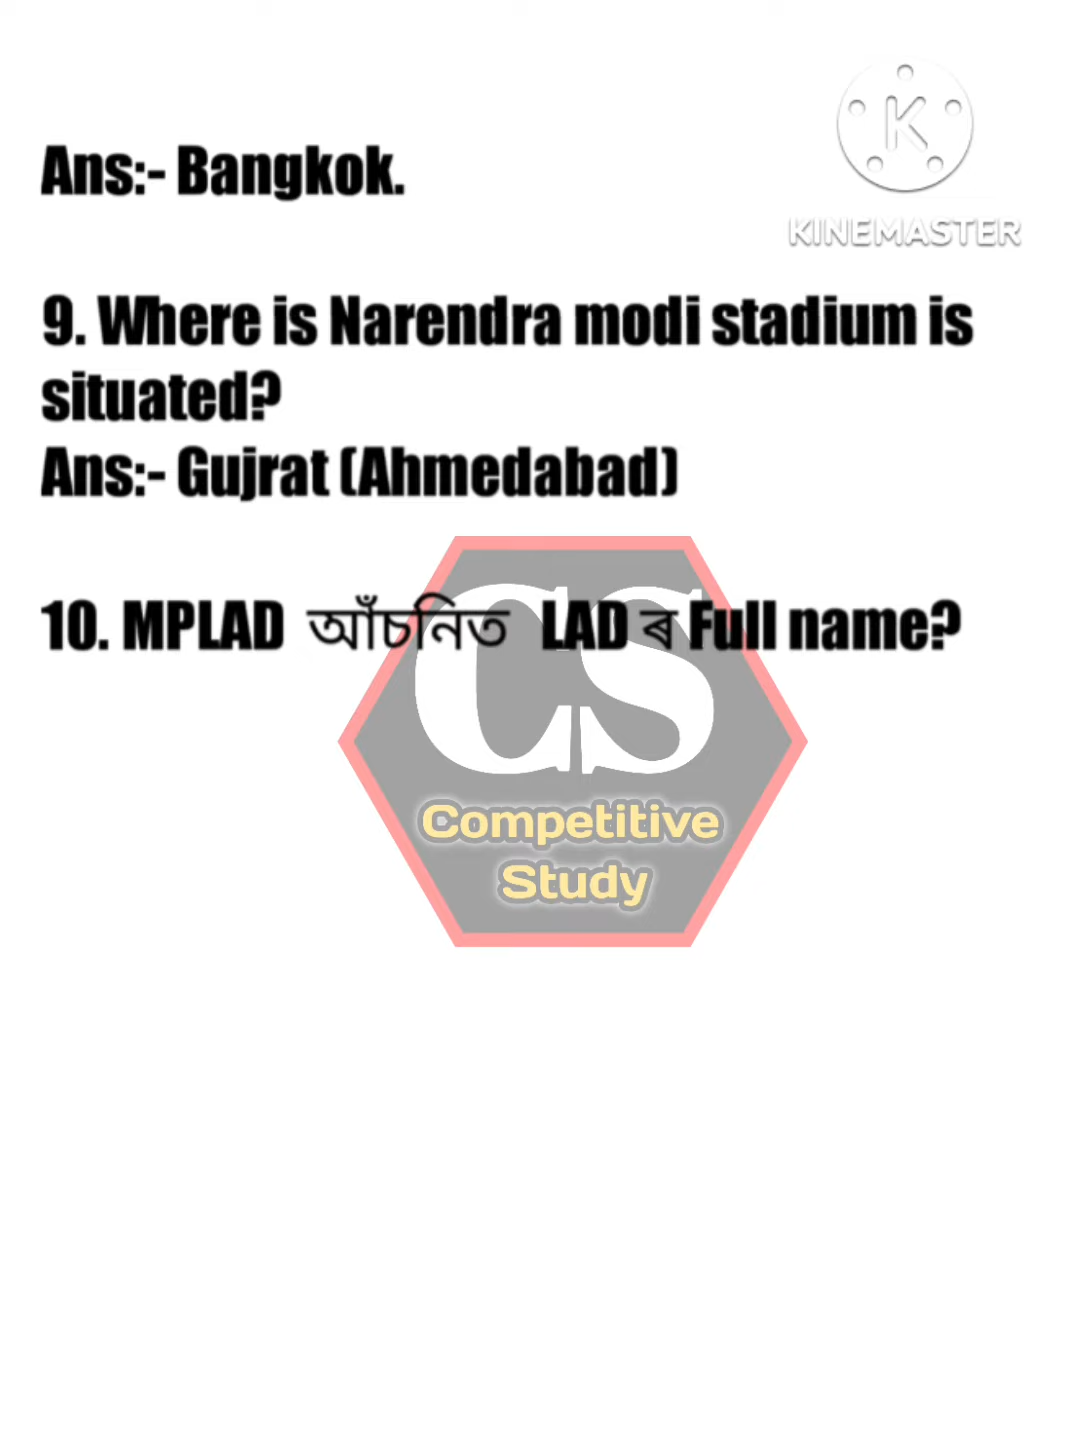 Ans:- Bangkok.
KINEMASTER
9. Where is Narendra modi stadium is
situated?
Ans:- Gujrat (Ahmedabad)
10. MPLAD আঁচনিত LAD ৰ Full name?
CS
Competitive
Study